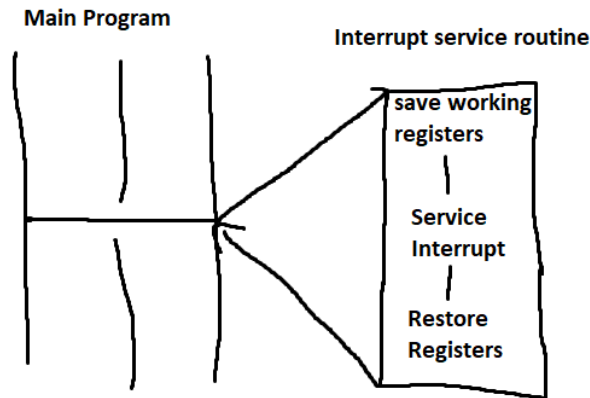 Main Program
Interrupt service routine
save working
registers
Service
Interrupt
Restore
Registers